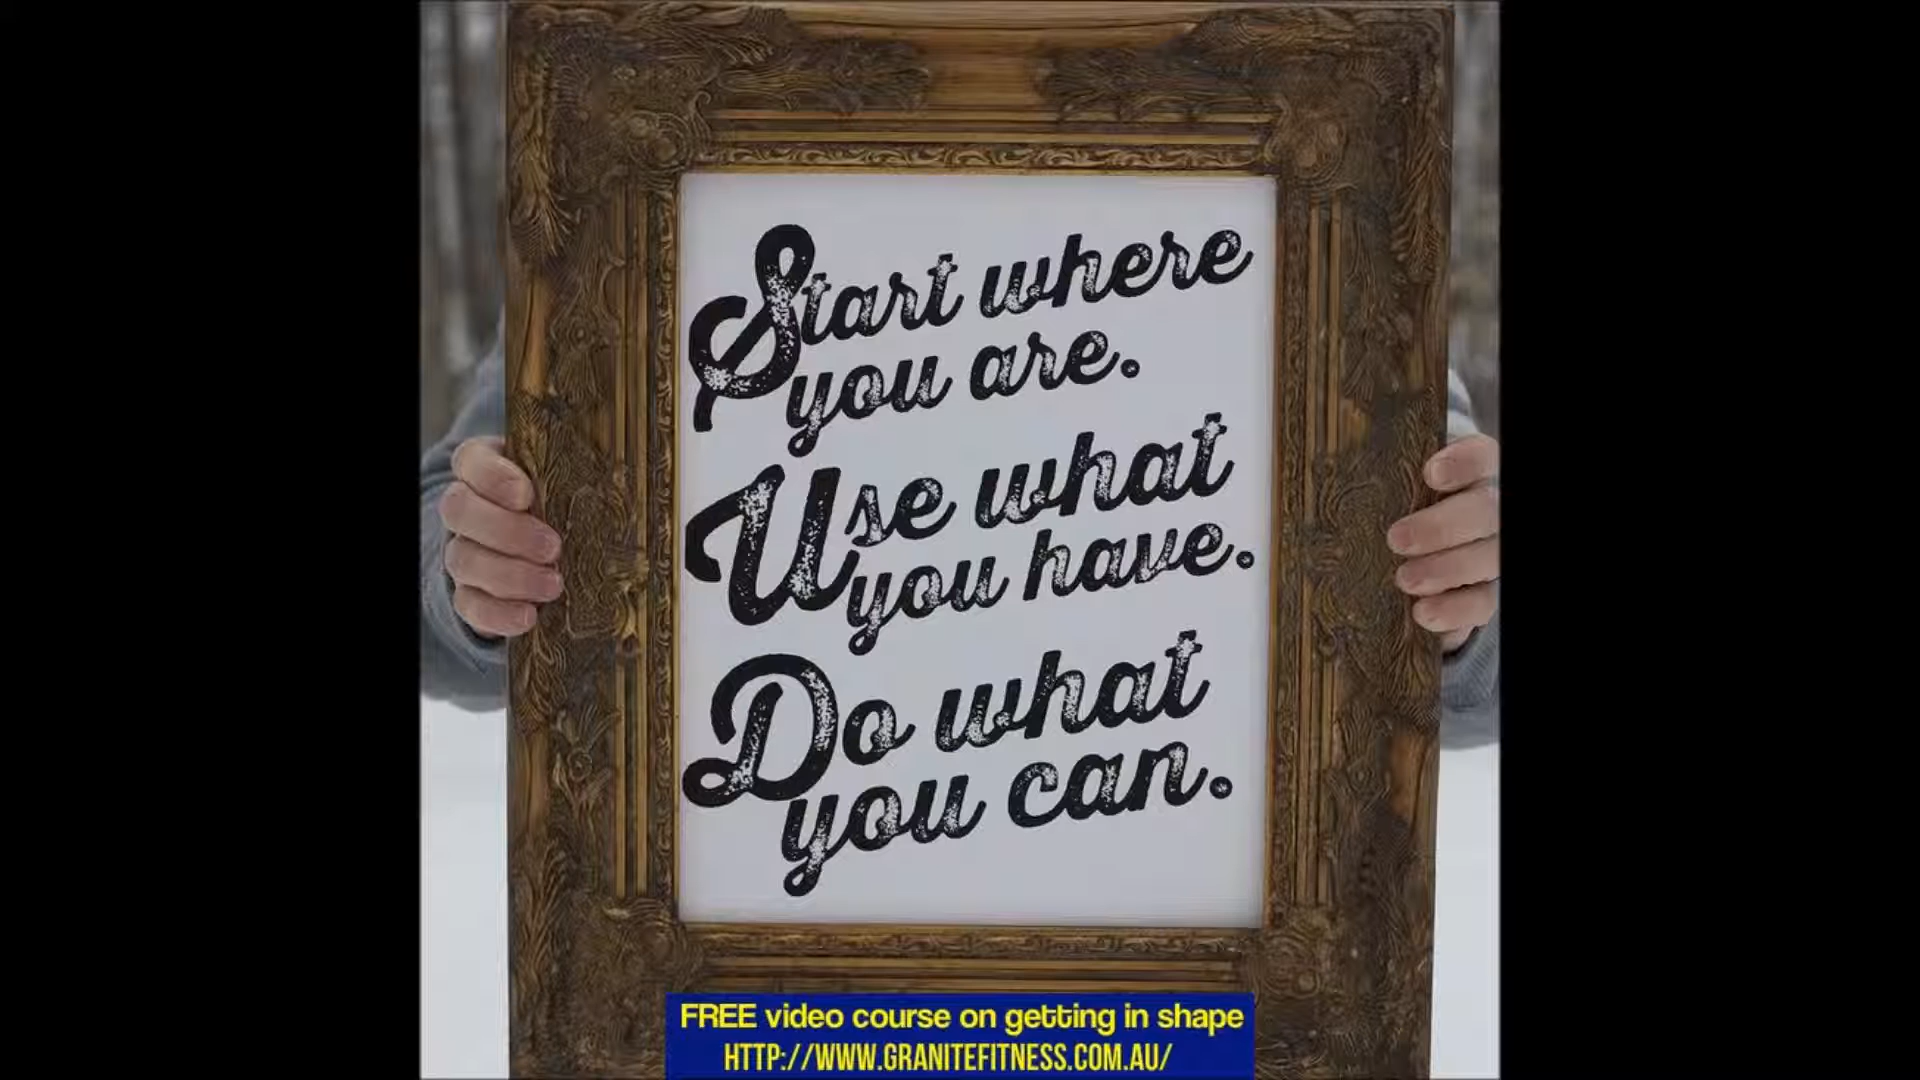 Start where
you are.
Use what
you have.
Do what
you can.
FREE video course on getting in shape
HTTP://WWW.GRANITEFITNESS.COM.AU/